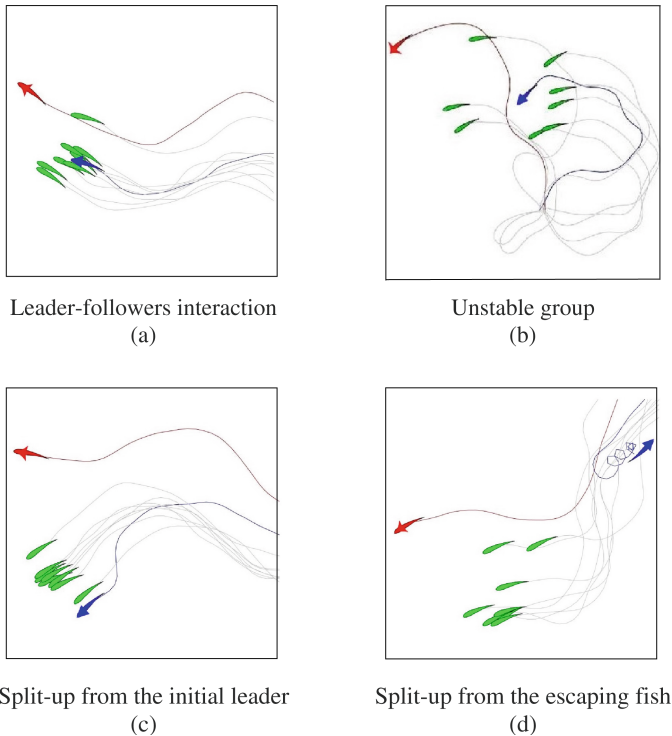 Leader-followers interaction
(a)
Unstable group
(b)
Split-up from the initial leader
(c)
Split-up from the escaping fish
(d)